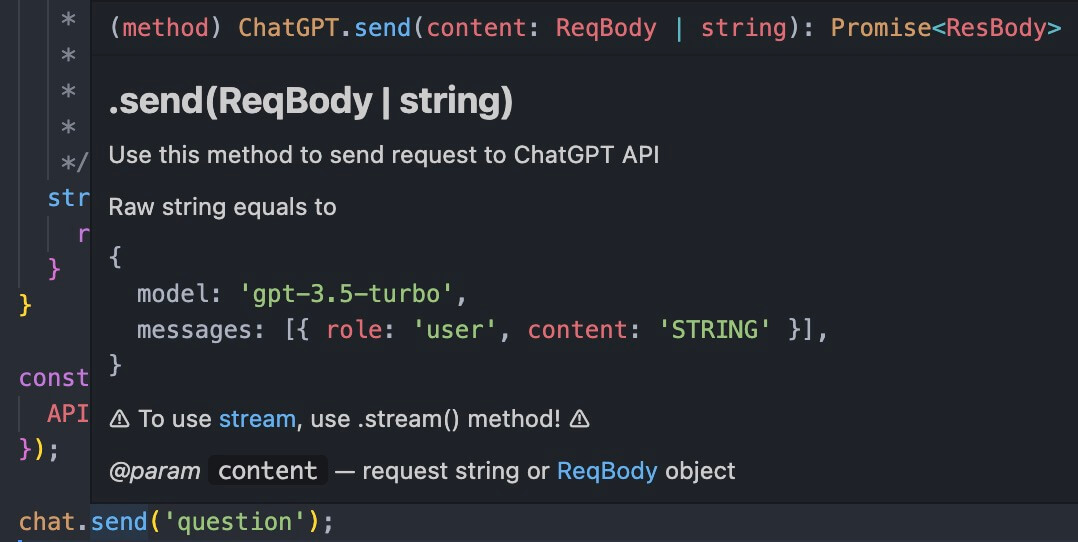 * (method) ChatGPT.send(content: ReqBody | string): Promise<ResBody>
*
* .send(ReqBody | string)
*
*/ Use this method to send request to ChatGPT API
str
Raw string equals to
r
{
}
model: 'gpt-3.5-turbo',
}
messages: [{ role: 'user', content: 'STRING' }],
}
const
API
⚠ To use stream, use .stream() method! ⚠
});
@param content — request string or ReqBody object
chat.send('question');